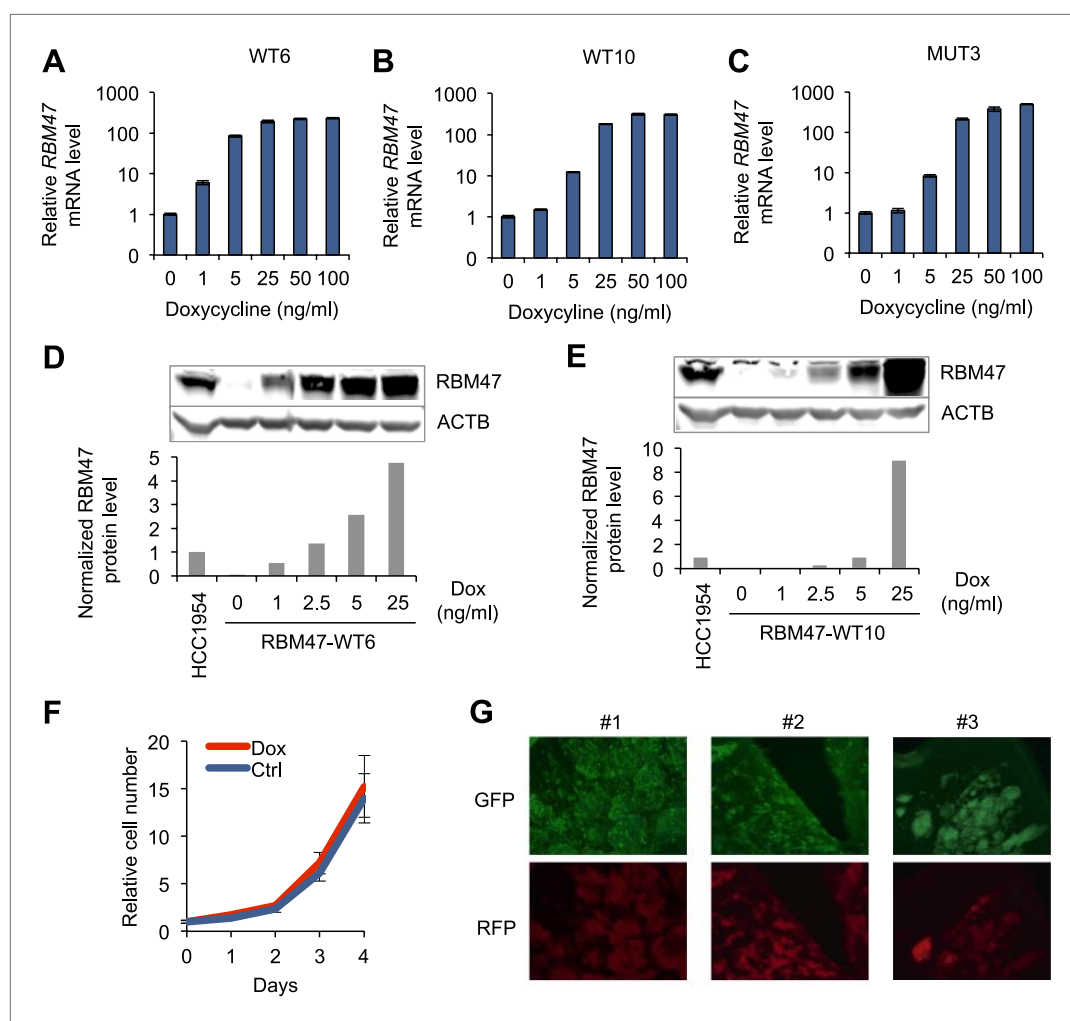 A
WT6
Relative RBM47
mRNA level
1000
100
10
1
0
0 1 5 25 50 100
Doxycycline (ng/ml)
B
WT10
Relative RBM47
mRNA level
1000
100
10
1
0
0 1 5 25 50 100
Doxycycline (ng/ml)
C
MUT3
Relative RBM47
mRNA level
1000
100
10
1
0
0 1 5 25 50 100
Doxycyline (ng/ml)
D
RBM47
ACTB
Normalized RBM47
protein level
5
4
3
2
1
0
HCC1954
0 1 2.5 5 25
Dox
(ng/ml)
RBM47-WT6
E
RBM47
ACTB
Normalized RBM47
protein level
10
8
6
4
2
0
HCC1954
0 1 2.5 5 25
Dox
(ng/ml)
RBM47-WT10
F
Relative cell number
20
15
10
5
0
Dox
Ctrl
0 1 2 3 4
Days
G
#1 #2 #3
GFP
RFP